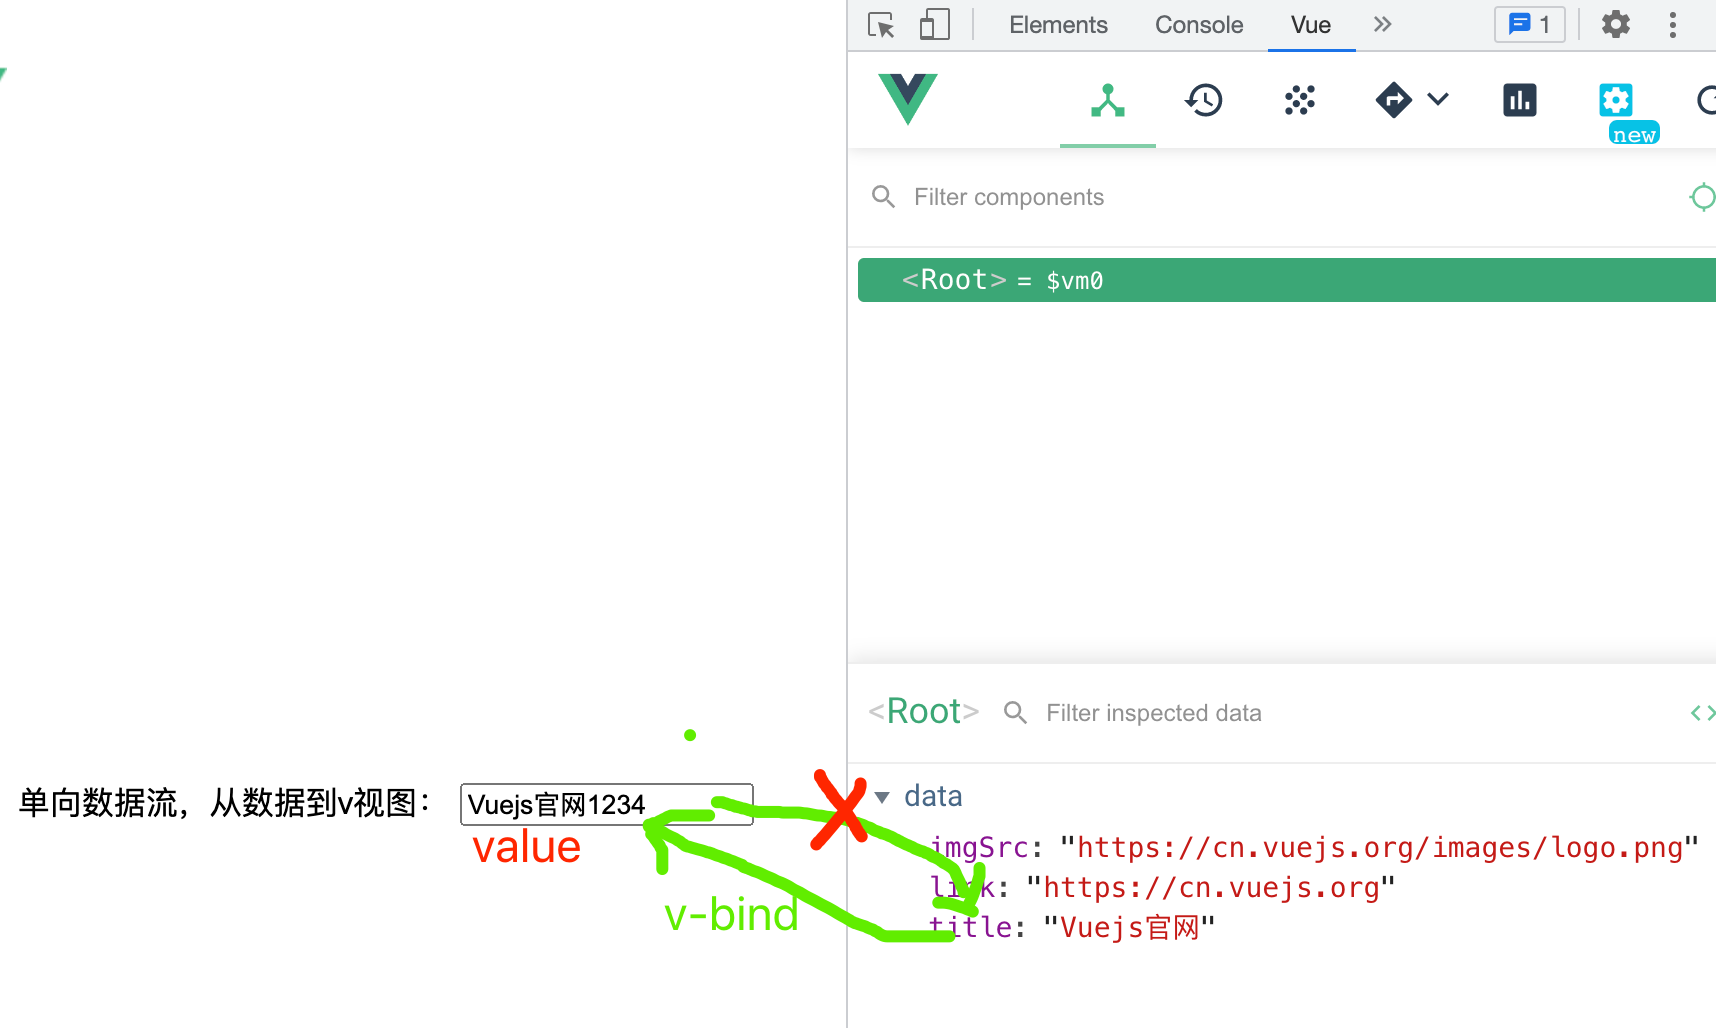 Elements Console Vue 1
new
Filter components
<Root> = $vm0
<Root> Filter inspected data
单向数据流，从数据到v视图： Vuejs官网1234
value
v-bind
data
imgSrc: "https://cn.vuejs.org/images/logo.png"
link: "https://cn.vuejs.org"
title: "Vuejs官网"